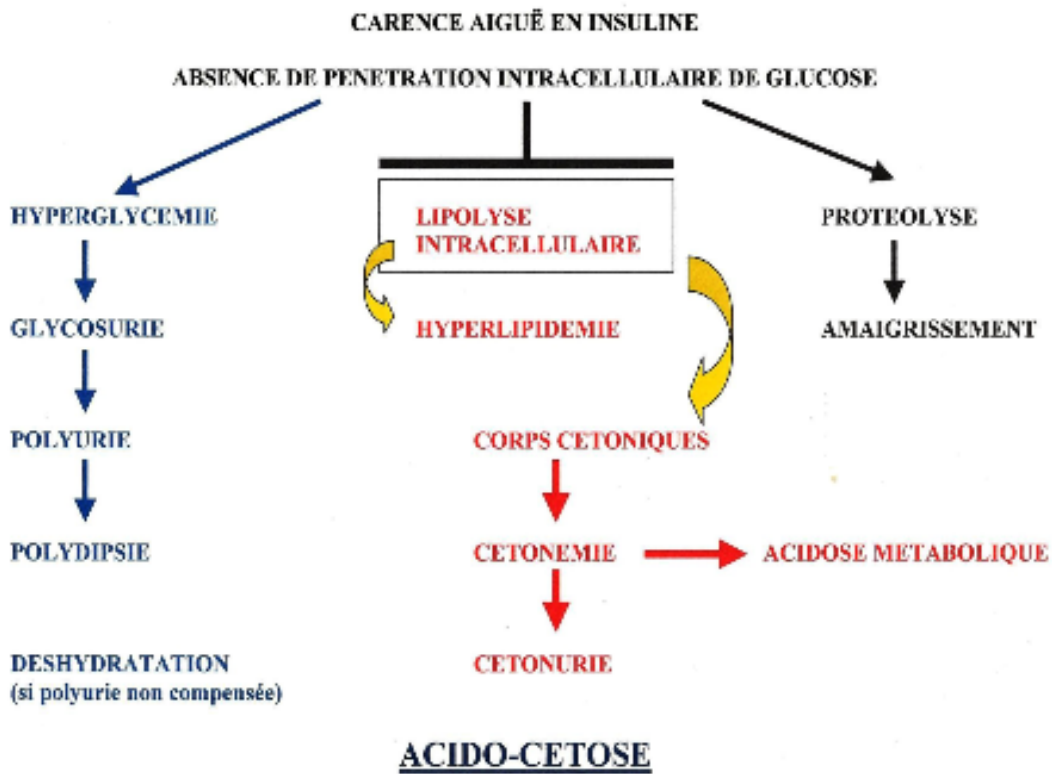 CARENCE AIGUË EN INSULINE
ABSENCE DE PENETRATION INTRACELLULAIRE DE GLUCOSE
HYPERGLYCEMIE
LIPOLYSE
INTRACELLULAIRE
PROTEOLYSE
GLYCOSURIE
HYPERLIPIDEMIE
AMAIGRISSEMENT
POLYURIE
CORPS CETONIQUES
POLYDIPSIE
CETONEMIE
ACIDOSE METABOLIQUE
DESHYDRATATION
(si polyurie non compensée)
CETONURIE
ACIDO-CETOSE